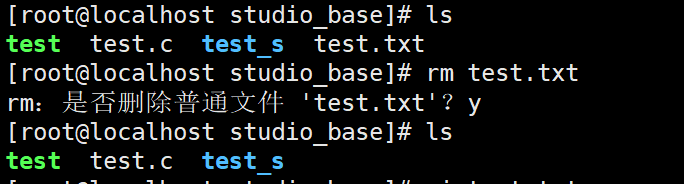 [root@localhost studio_base]# ls
test  test.c  test_s  test.txt
[root@localhost studio_base]# rm test.txt
rm：是否删除普通文件 'test.txt'？y
[root@localhost studio_base]# ls
test  test.c  test_s